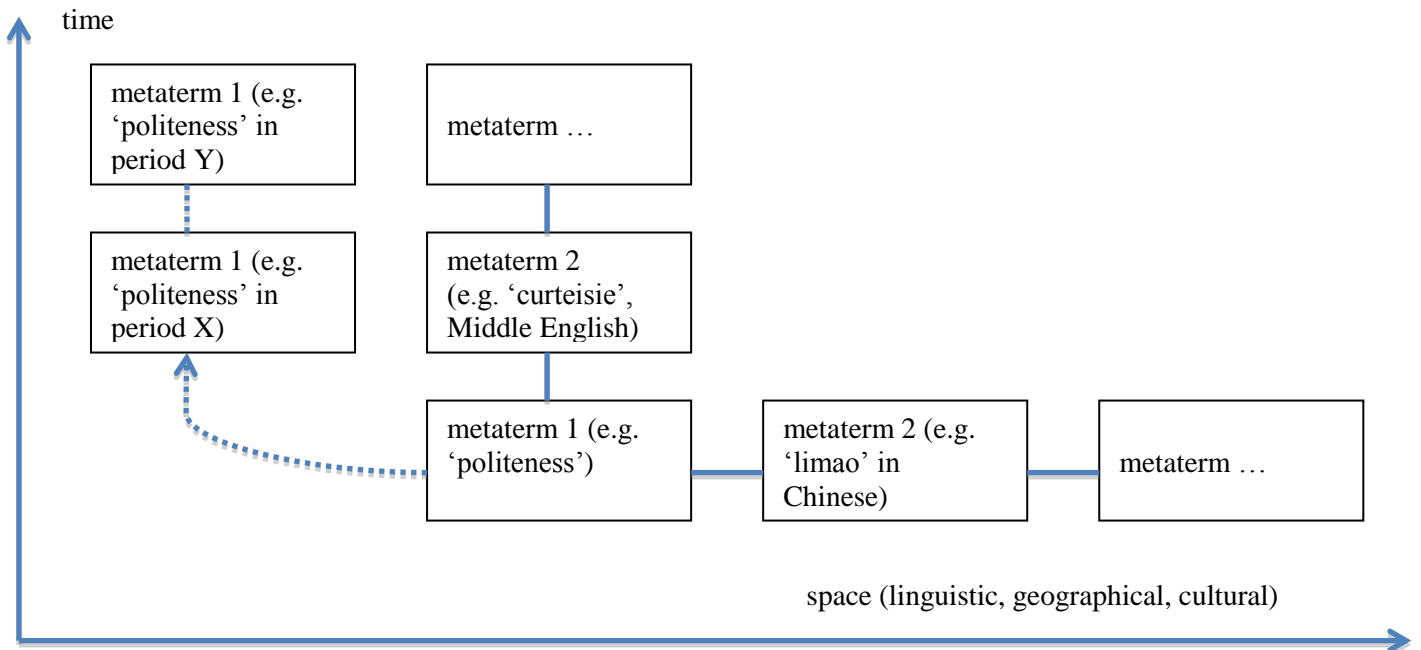 time
metaterm 1 (e.g.
‘politeness’ in
period Y)
metaterm …
metaterm 1 (e.g.
‘politeness’ in
period X)
metaterm 2
(e.g. ‘curteisie’,
Middle English)
metaterm 1 (e.g.
‘politeness’)
metaterm 2 (e.g.
‘limao’ in
Chinese)
metaterm …
space (linguistic, geographical, cultural)